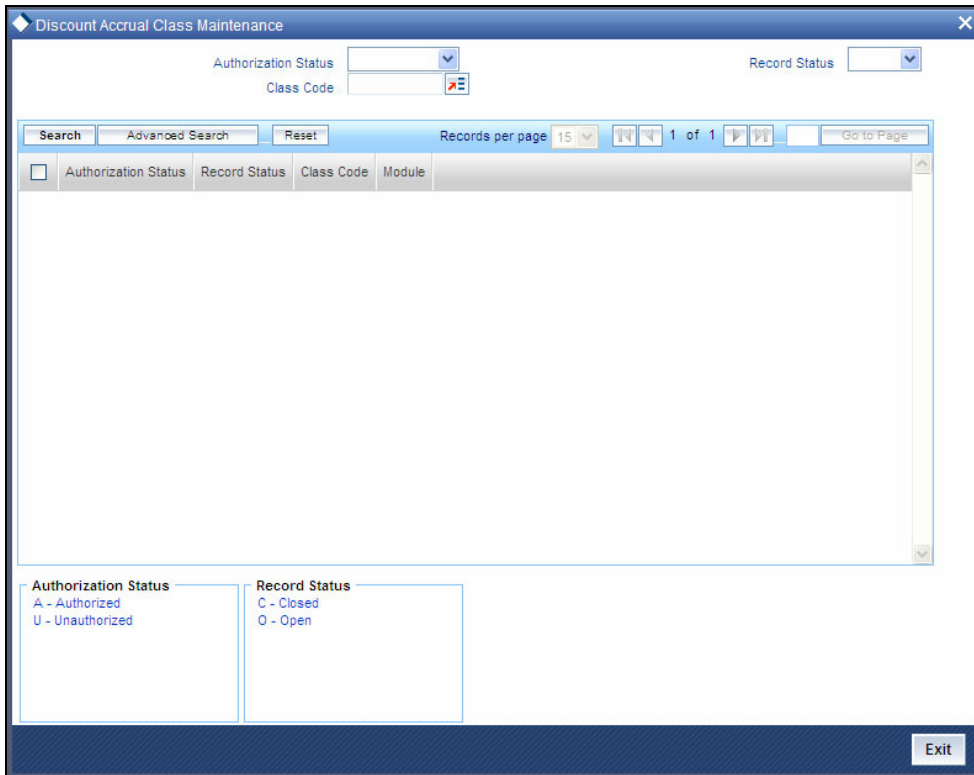 Discount Accrual Class Maintenance
Authorization Status
Record Status
Class Code
Search Advanced Search Reset Records per page 15 1 of 1 Go to Page
Authorization Status Record Status Class Code Module
Authorization Status
A - Authorized
U - Unauthorized
Record Status
C - Closed
O - Open
Exit